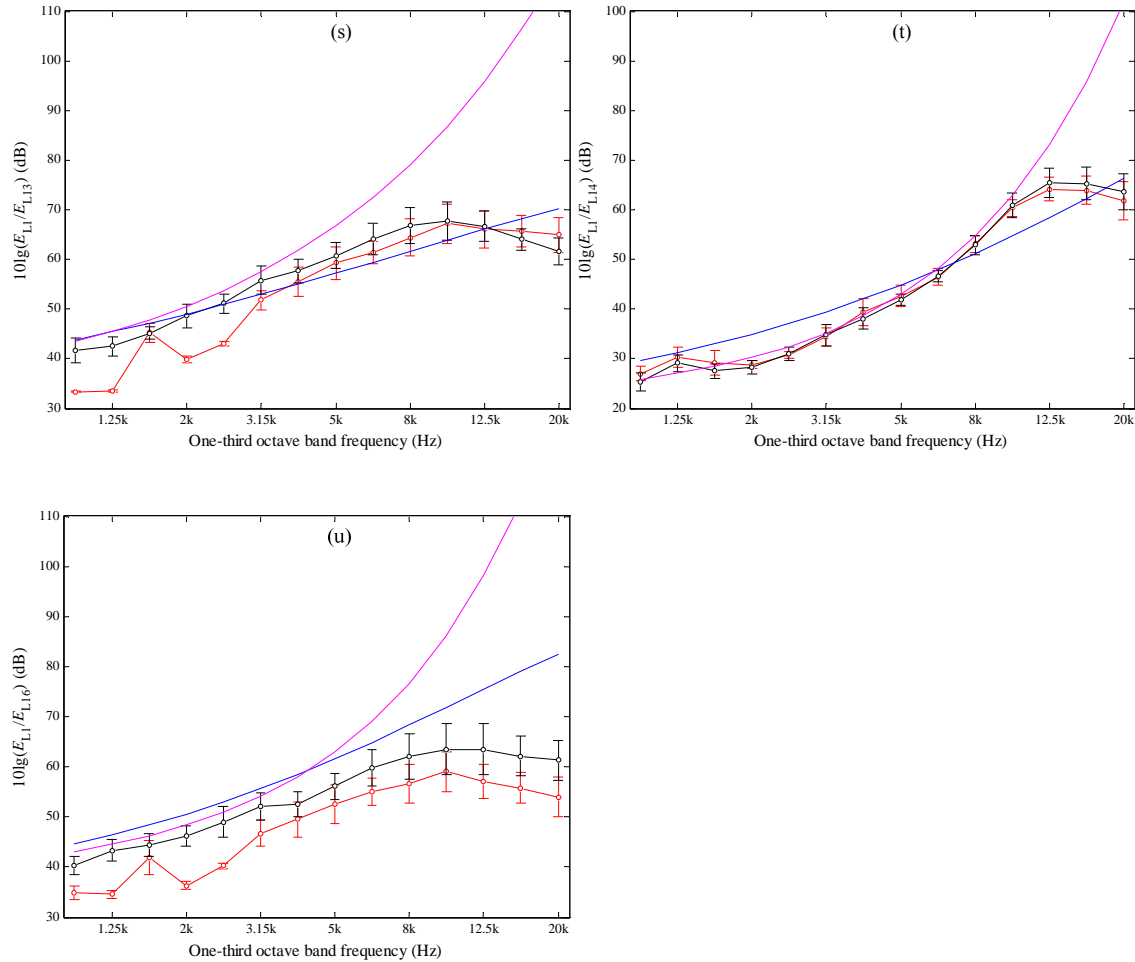 110
100
90
80
70
60
50
40
30
(s)
10lg(E_L1/E_L13) (dB)
1.25k 2k 3.15k 5k 8k 12.5k 20k
One-third octave band frequency (Hz)
100
90
80
70
60
50
40
30
20
(t)
10lg(E_L1/E_L14) (dB)
1.25k 2k 3.15k 5k 8k 12.5k 20k
One-third octave band frequency (Hz)
110
100
90
80
70
60
50
40
30
(u)
10lg(E_L1/E_L16) (dB)
1.25k 2k 3.15k 5k 8k 12.5k 20k
One-third octave band frequency (Hz)